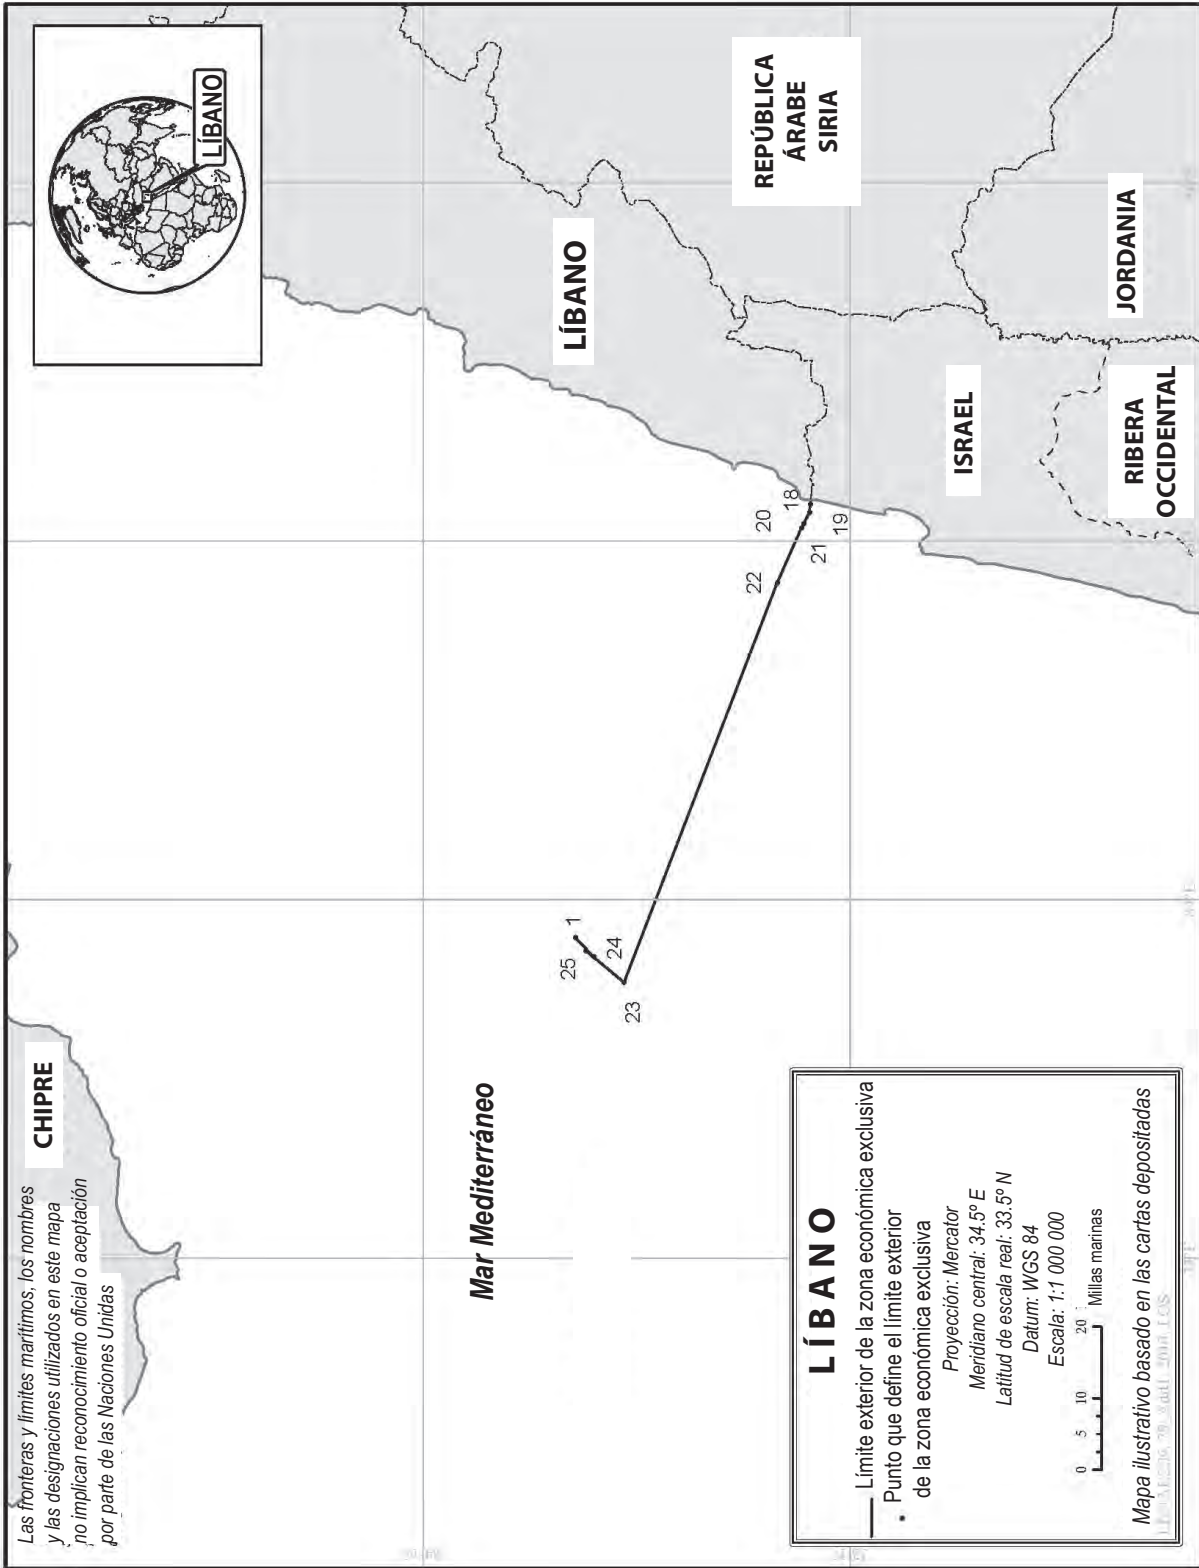 Las fronteras y límites marítimos, los nombres
y las designaciones utilizados en este mapa
no implican reconocimiento oficial o aceptación
por parte de las Naciones Unidas
CHIPRE
LÍBANO
Mar Mediterráneo
LÍBANO
REPÚBLICA
ÁRABE
SIRIA
ISRAEL
RIBERA
OCCIDENTAL
JORDANIA
1
25
24
23
22
20
21
18
19
LÍBANO
Límite exterior de la zona económica exclusiva
Punto que define el límite exterior
de la zona económica exclusiva
Proyección: Mercator
Meridiano central: 34.5º E
Latitud de escala real: 33.5º N
Datum: WGS 84
Escala: 1:1 000 000
0 5 10 20
Millas marinas
Mapa ilustrativo basado en las cartas depositadas